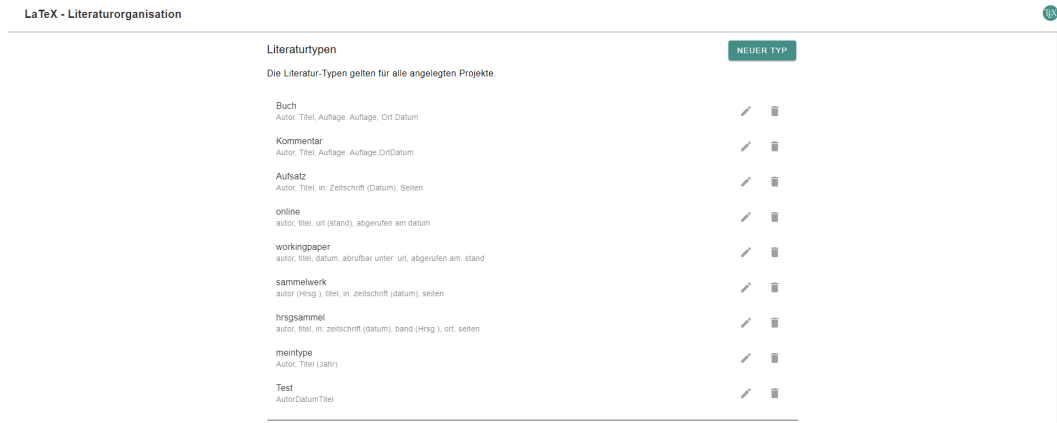 LaTeX - Literaturorganisation
TEX
Literaturtypen
NEUER TYP
Die Literatur-Typen gelten für alle angelegten Projekte.
Buch
Autor, Titel, Auflage. Auflage, Ort Datum
Kommentar
Autor, Titel, Auflage. Auflage,OrtDatum
Aufsatz
Autor, Titel, in: Zeitschrift (Datum), Seiten
online
autor, titel, url (stand), abgerufen am datum
workingpaper
autor, titel, datum, abrufbar unter: url, abgerufen am: stand
sammelwerk
autor (Hrsg.), titel, in: zeitschrift (datum), seiten
hrsgsammel
autor, titel, in: zeitschrift (datum), band (Hrsg.), ort, seiten
meintype
Autor, Titel (Jahr)
Test
AutorDatumTitel